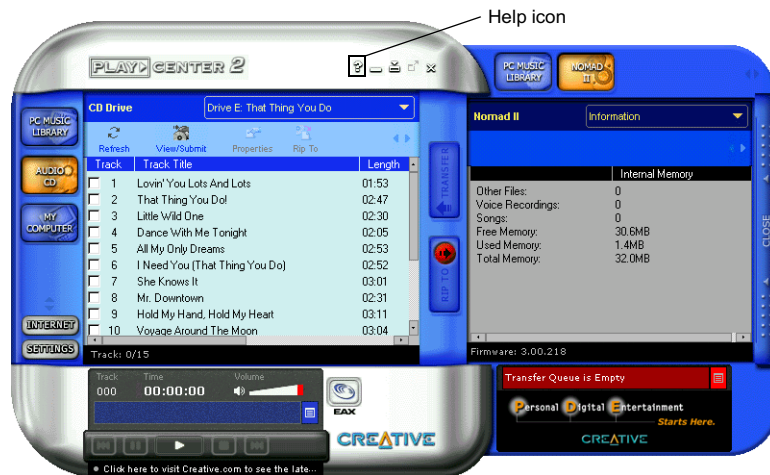 Help icon
PLAY CENTER 2
?
PC MUSIC
LIBRARY
NOMAD
II
PC MUSIC
LIBRARY
AUDIO
CD
MY
COMPUTER
INTERNET
SETTINGS
CD Drive
Drive E: That Thing You Do
Refresh
View/Submit
Properties
Rip To
Track Track Title Length
1 Lovin' You Lots And Lots 01:53
2 That Thing You Do! 02:47
3 Little Wild One 02:30
4 Dance With Me Tonight 02:05
5 All My Only Dreams 02:53
6 I Need You (That Thing You Do) 02:52
7 She Knows It 03:01
8 Mr. Downtown 02:31
9 Hold My Hand, Hold My Heart 03:11
10 Voyage Around The Moon 03:04
Track: 0/15
TRANSFER
RIP TO
Nomad II
Information
Internal Memory
Other Files: 0
Voice Recordings: 0
Songs: 0
Free Memory: 30.6MB
Used Memory: 1.4MB
Total Memory: 32.0MB
Firmware: 3.00.218
CLOSE
Track Time Volume
000 00:00:00
EAX
CREATIVE
Click here to visit Creative.com to see the late...
Transfer Queue is Empty
Personal Digital Entertainment
Starts Here.
CREATIVE